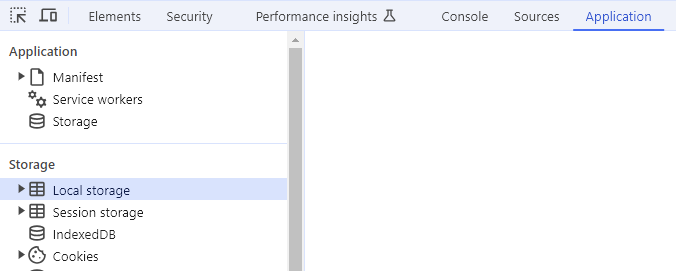 Elements Security Performance insights Console Sources Application
Application
Manifest
Service workers
Storage
Storage
Local storage
Session storage
IndexedDB
Cookies